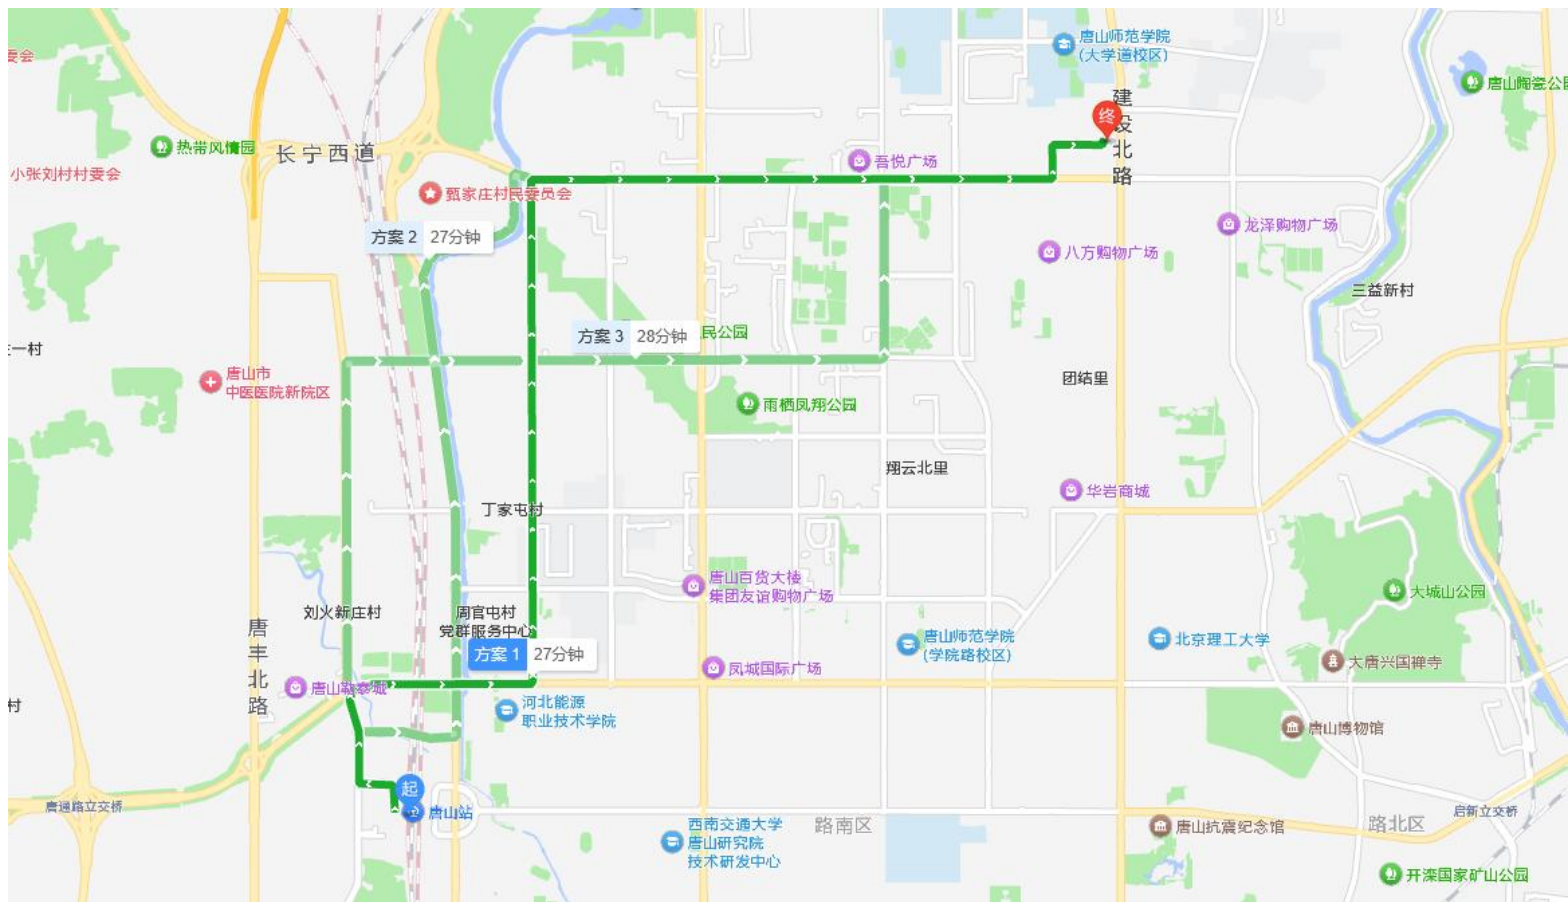 委会
唐山师范学院
(大学道校区)
唐山陶瓷公园
建设北路
终
热带风情园
长宁西道
吾悦广场
小张刘村村委会
甄家庄村民委员会
方案 2 27分钟
龙泽购物广场
八方购物广场
三益新村
方案 3 28分钟
民公园
一村
唐山市
中医医院新院区
团结里
雨栖凤翔公园
翔云北里
华岩商城
丁家屯村
唐山百货大楼
集团友谊购物广场
大城山公园
刘火新庄村
周官屯村
党群服务中心
唐丰北路
唐山师范学院
(学院路校区)
北京理工大学
方案 1 27分钟
大唐兴国禅寺
凤城国际广场
唐山勒泰城
村
河北能源
职业技术学院
唐山博物馆
起
唐通路立交桥
唐山站
西南交通大学
唐山研究院
技术研发中心
路南区
唐山抗震纪念馆
路北区
启新立交桥
开滦国家矿山公园